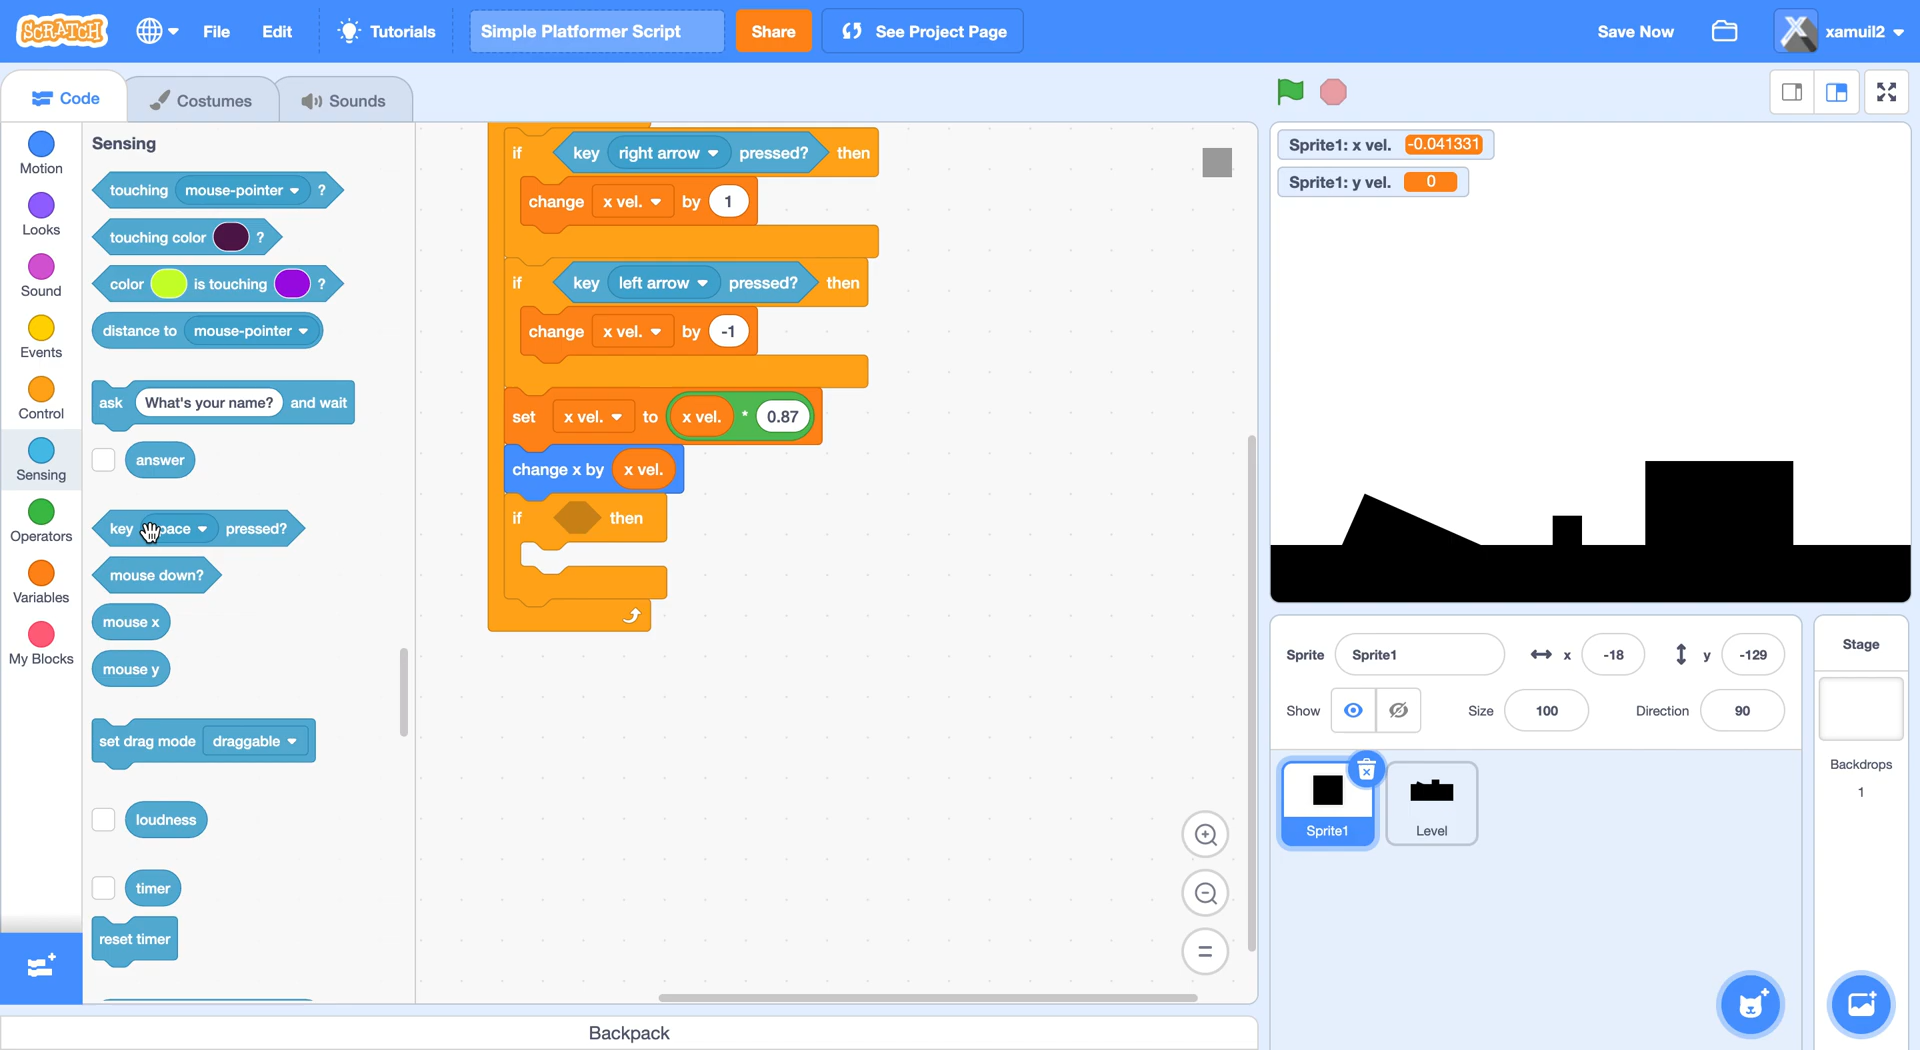 SCRATCH File Edit Tutorials Simple Platformer Script Share See Project Page Save Now xamuil2
Code Costumes Sounds
Motion
Looks
Sound
Events
Control
Sensing
Operators
Variables
My Blocks
Sensing
touching mouse-pointer ?
touching color ?
color is touching ?
distance to mouse-pointer
ask What's your name? and wait
answer
key pressed?
mouse down?
mouse x
mouse y
set drag mode draggable
loudness
timer
reset timer
if key right arrow pressed? then
change x vel. by 1
if key left arrow pressed? then
change x vel. by -1
set x vel. to x vel. * 0.87
change x by x vel.
if then
Backpack
Sprite1: x vel. -0.041331
Sprite1: y vel. 0
Sprite Sprite1 x -18 y -129
Show Size 100 Direction 90
Sprite1
Level
Stage
Backdrops
1